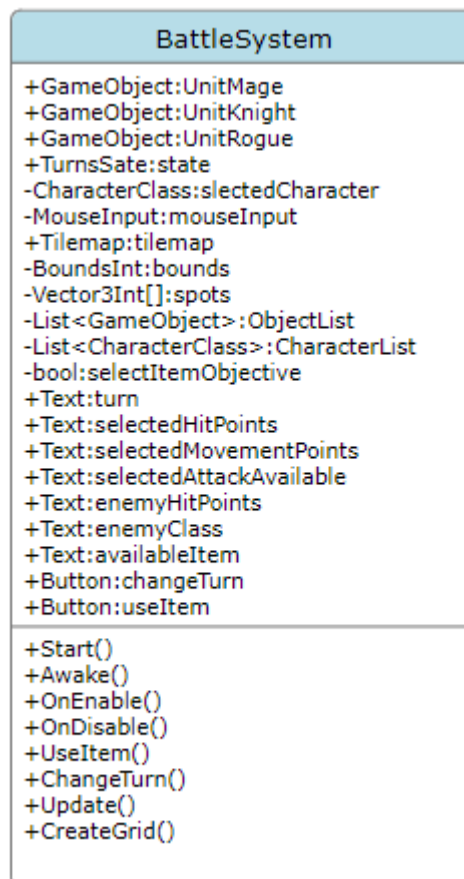 BattleSystem
+GameObject:UnitMage
+GameObject:UnitKnight
+GameObject:UnitRogue
+TurnsSate:state
-CharacterClass:slectedCharacter
-MouseInput:mouseInput
+Tilemap:tilemap
-BoundsInt:bounds
-Vector3Int[]:spots
-List<GameObject>:ObjectList
-List<CharacterClass>:CharacterList
-bool:selectItemObjective
+Text:turn
+Text:selectedHitPoints
+Text:selectedMovementPoints
+Text:selectedAttackAvailable
+Text:enemyHitPoints
+Text:enemyClass
+Text:availableItem
+Button:changeTurn
+Button:useItem
+Start()
+Awake()
+OnEnable()
+OnDisable()
+UseItem()
+ChangeTurn()
+Update()
+CreateGrid()